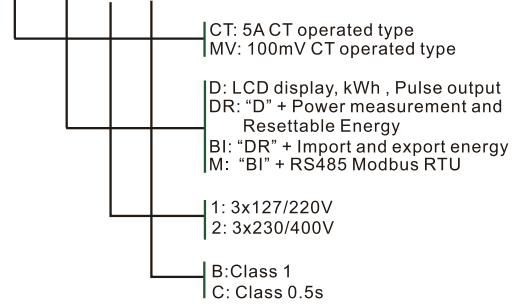 CT: 5A CT operated type
MV: 100mV CT operated type
D: LCD display, kWh , Pulse output
DR: “D” + Power measurement and
Resettable Energy
BI: “DR” + Import and export energy
M: “BI” + RS485 Modbus RTU
1: 3x127/220V
2: 3x230/400V
B:Class 1
C: Class 0.5s